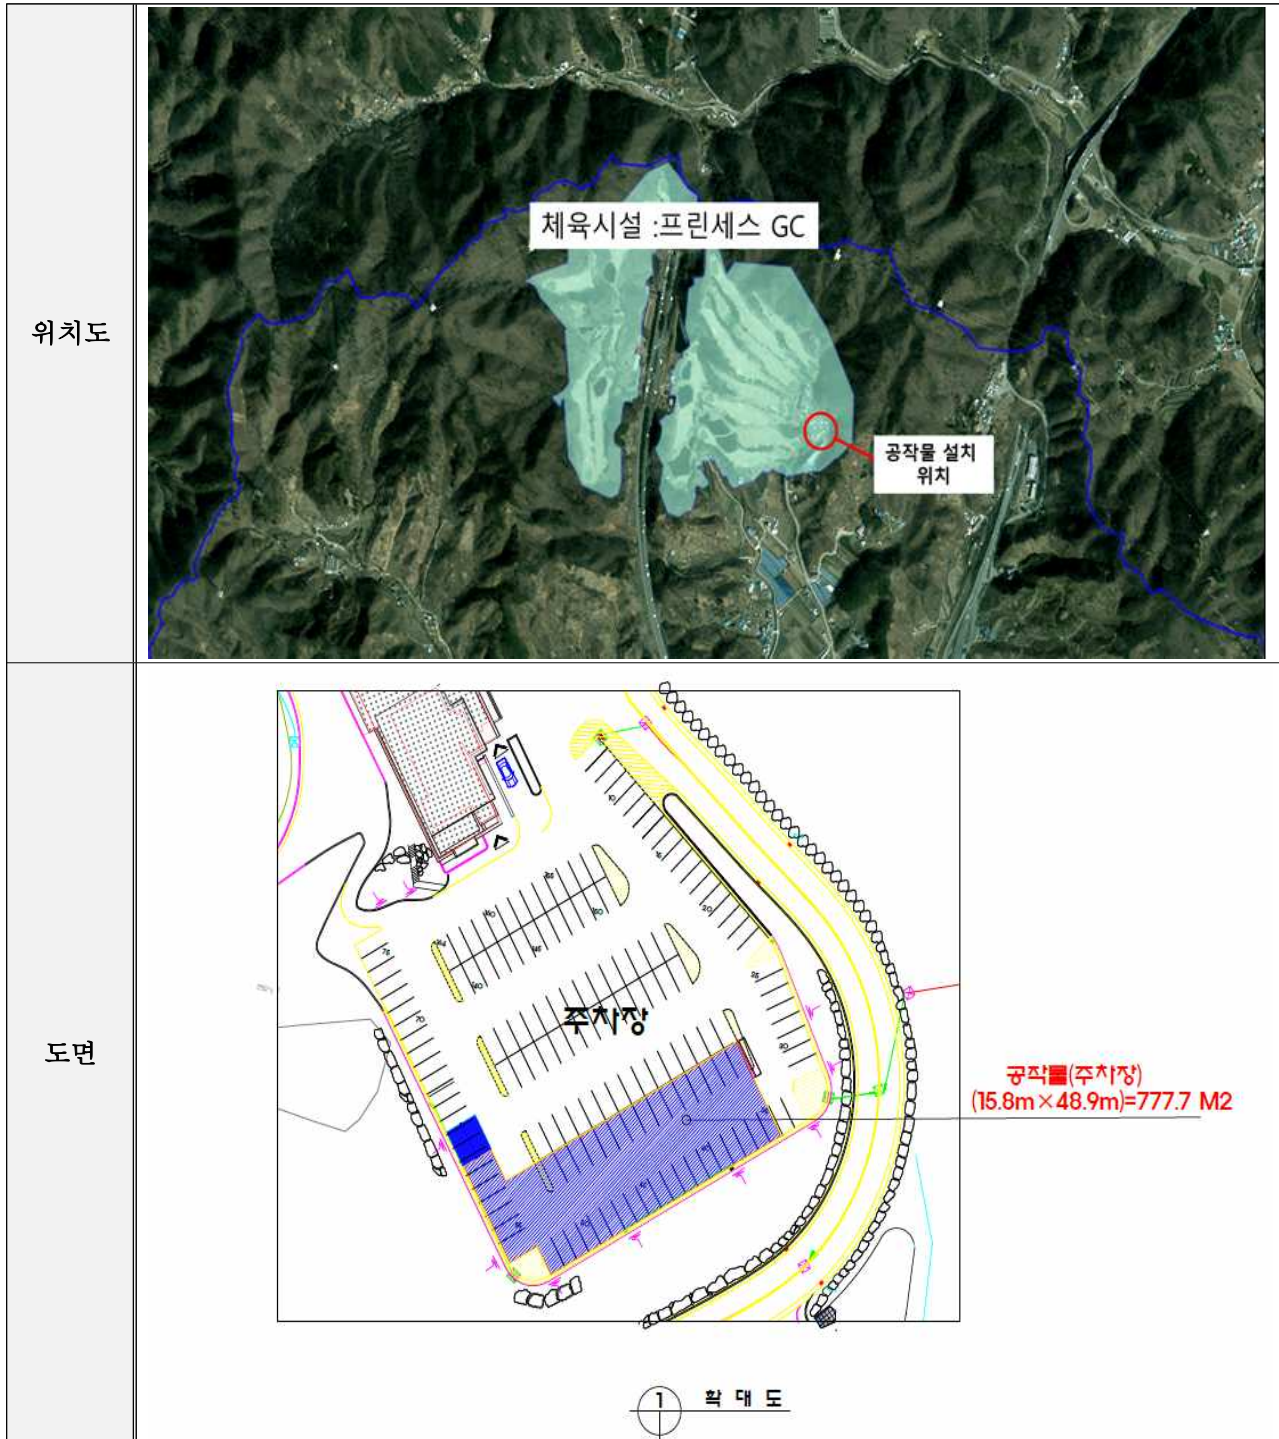 위치도
체육시설 :프린세스 GC
공작물 설치
위치
도면
주차장
공작물(주차장)
(15.8m×48.9m)=777.7 M2
1 확 대 도